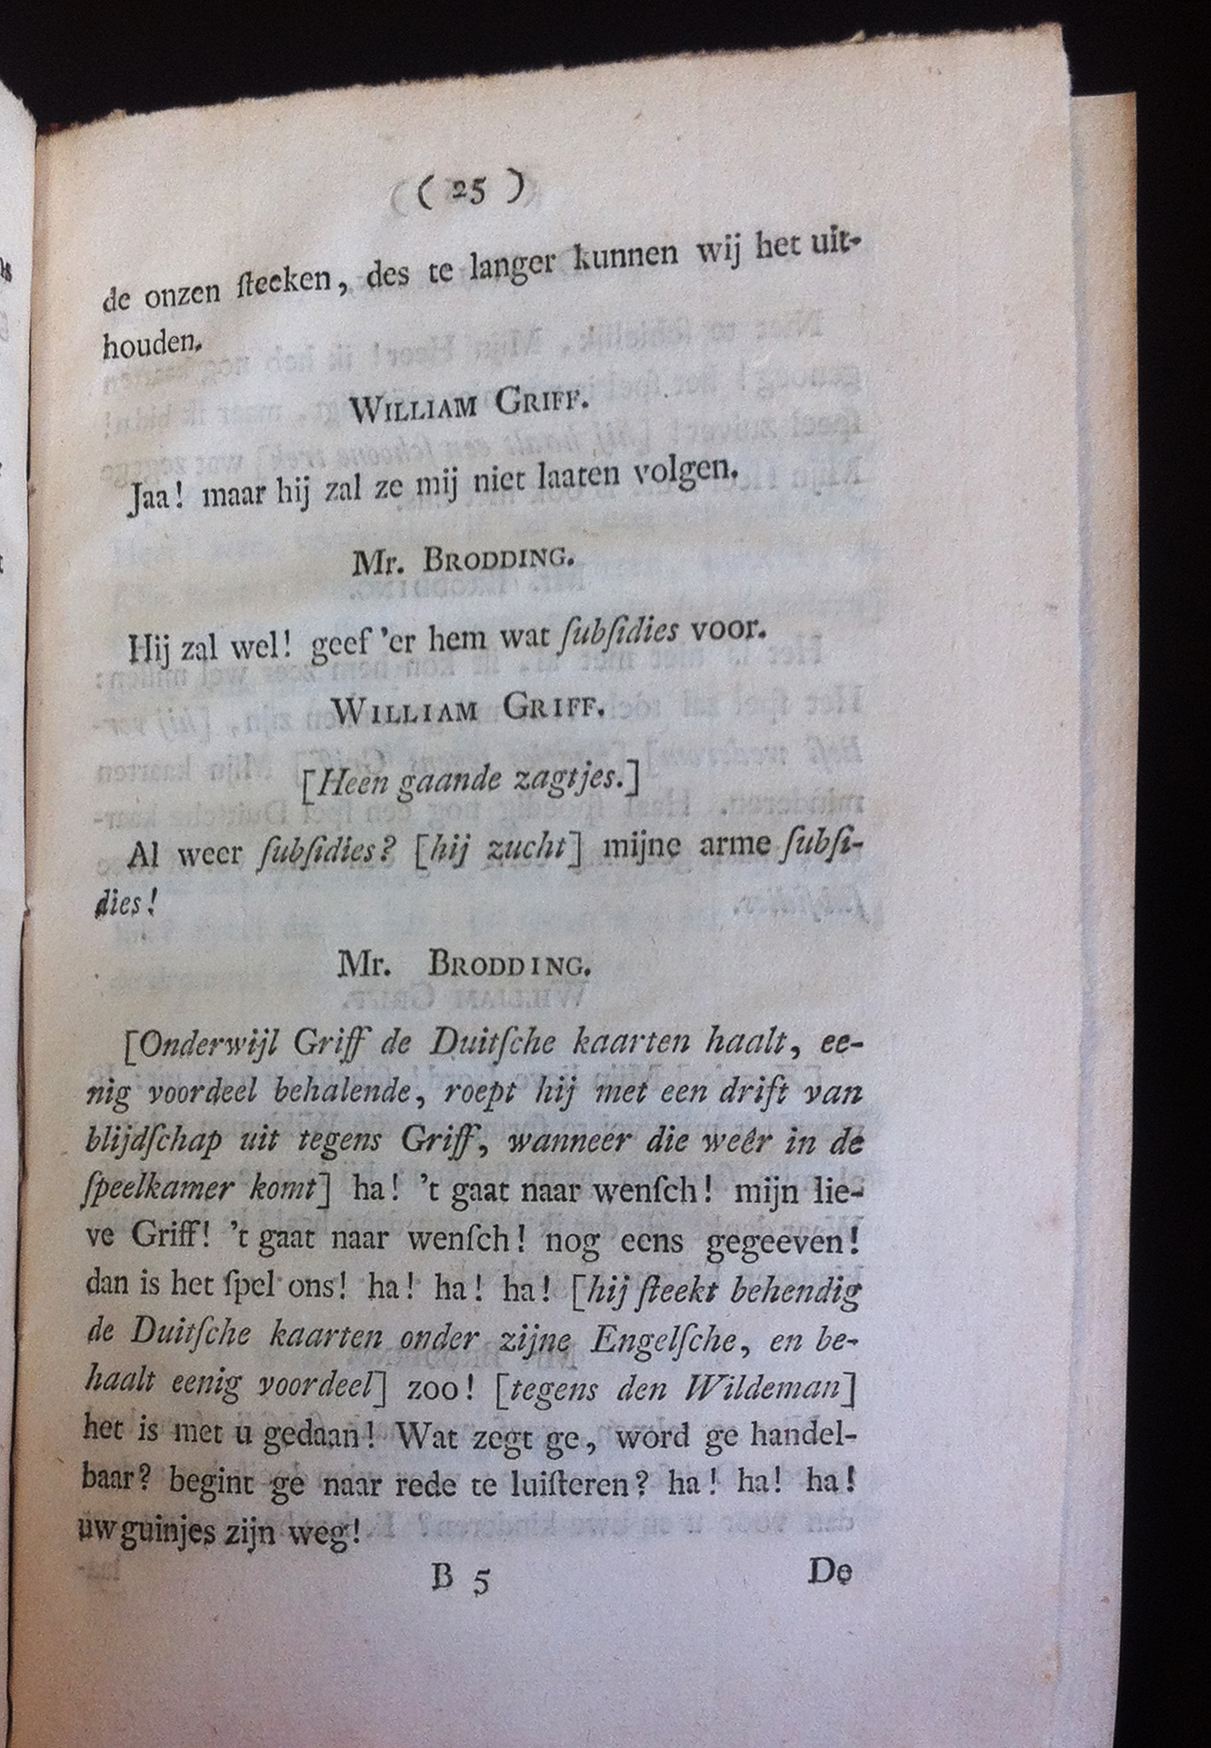 ( 25 )
de onzen ſteeken, des te langer kunnen wij het uit-
houden.
WILLIAM GRIFF.
Jaa! maar hij zal ze mij niet laaten volgen.
Mr. BRODDING.
Hij zal wel! geef 'er hem wat ſubſidies voor.
WILLIAM GRIFF.
[Heen gaande zagtjes.]
Al weer ſubſidies? [hij zucht] mijne arme ſubſi-
dies!
Mr. BRODDING.
[Onderwijl Griff de Duitſche kaarten haalt, ee-
nig voordeel behalende, roept hij met een drift van
blijdſchap uit tegens Griff, wanneer die weêr in de
ſpeelkamer komt] ha! 't gaat naar wenſch! mijn lie-
ve Griff! 't gaat naar wenſch! nog eens gegeeven!
dan is het ſpel ons! ha! ha! ha! [hij ſteekt behendig
de Duitſche kaarten onder zijne Engelſche, en be-
haalt eenig voordeel] zoo! [tegens den Wildeman]
het is met u gedaan! Wat zegt ge, word ge handel-
baar? begint ge naar rede te luiſteren? ha! ha! ha!
uw guinjes zijn weg!
B 5 De